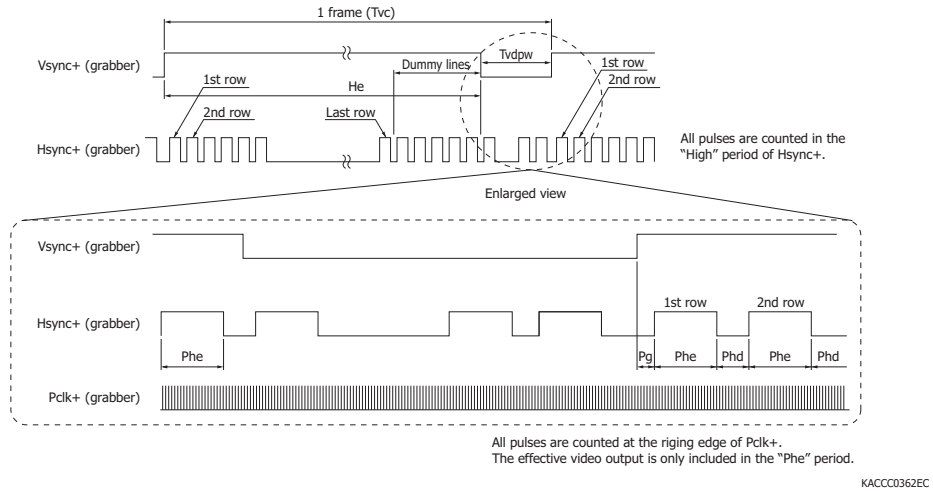 1 frame (Tvc)
Vsync+ (grabber)
Dummy lines
Tvdpw
1st row
He
1st row
2nd row
2nd row
Last row
Hsync+ (grabber)
All pulses are counted in the
“High” period of Hsync+.
Enlarged view
Vsync+ (grabber)
Hsync+ (grabber)
1st row
2nd row
Phe
Pg
Phe
Phd
Phe
Phd
Pclk+ (grabber)
All pulses are counted at the riging edge of Pclk+.
The effective video output is only included in the “Phe” period.
KACCC0362EC